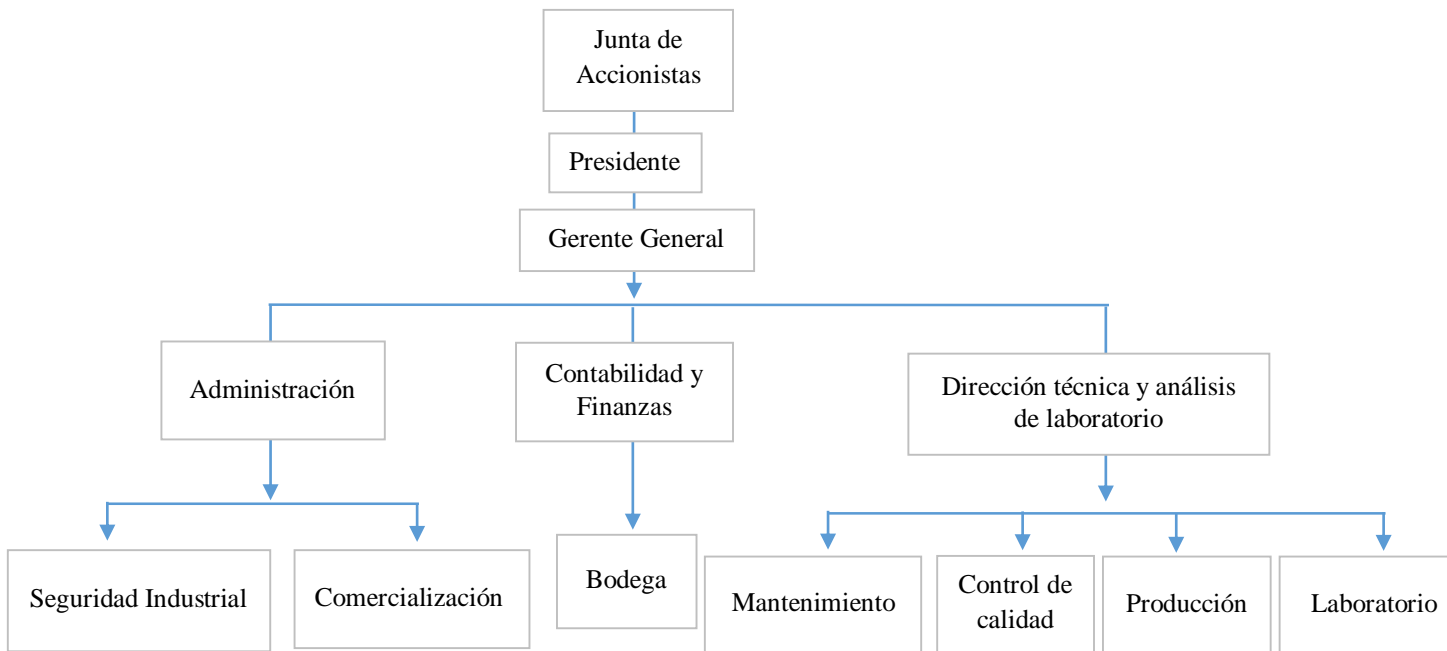 Junta de
Accionistas
Presidente
Gerente General
Administración
Contabilidad y
Finanzas
Dirección técnica y análisis
de laboratorio
Seguridad Industrial
Comercialización
Bodega
Mantenimiento
Control de
calidad
Producción
Laboratorio